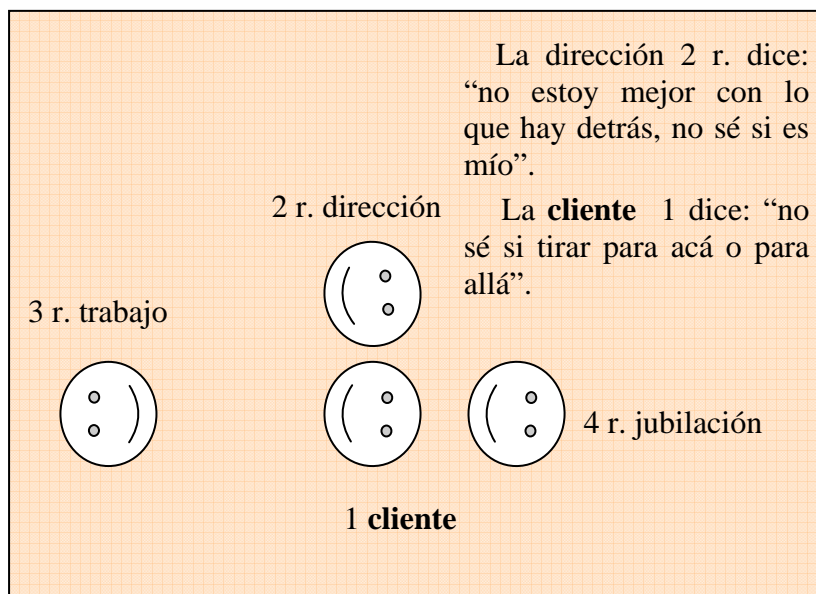 La dirección 2 r. dice:
“no estoy mejor con lo
que hay detrás, no sé si es
mío”.
La cliente 1 dice: “no
sé si tirar para acá o para
allá”.
2 r. dirección
3 r. trabajo
4 r. jubilación
1 cliente